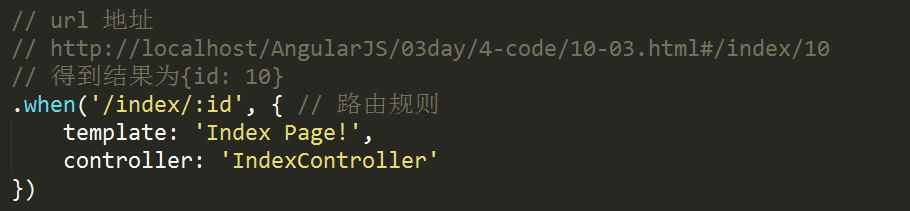 // url 地址
// http://localhost/AngularJS/03day/4-code/10-03.html#/index/10
// 得到结果为{id: 10}
.when('/index/:id', { // 路由规则
    template: 'Index Page!',
    controller: 'IndexController'
})